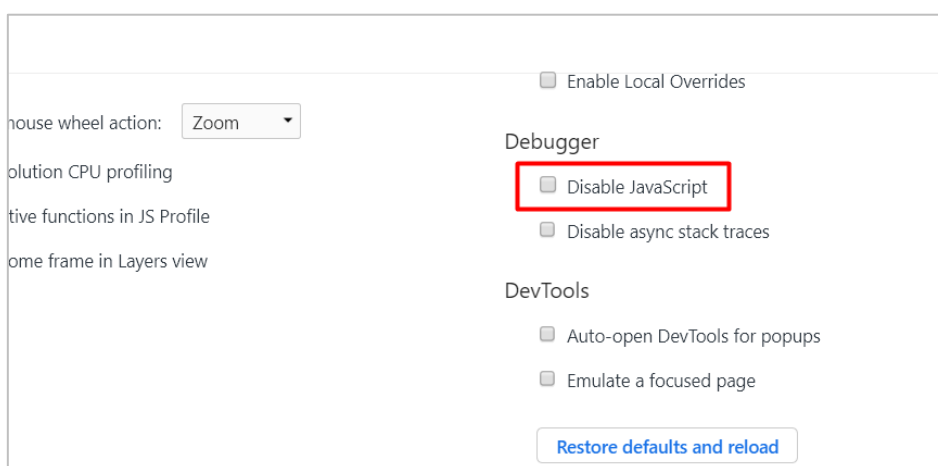 Enable Local Overrides
mouse wheel action: Zoom
olution CPU profiling
tive functions in JS Profile
ome frame in Layers view
Debugger
Disable JavaScript
Disable async stack traces
DevTools
Auto-open DevTools for popups
Emulate a focused page
Restore defaults and reload